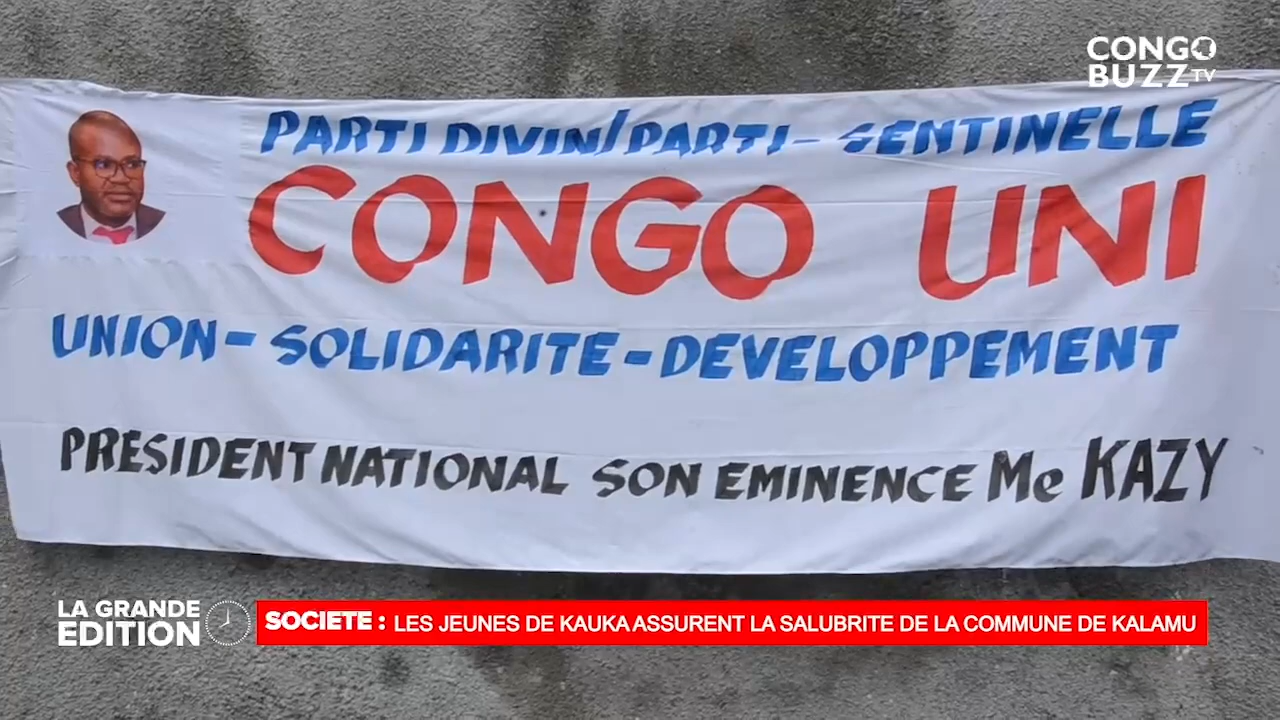 CONGO
BUZZ TV
PARTI DIVIN/PARTI - SENTINELLE
CONGO UNI
UNION - SOLIDARITE - DEVELOPPEMENT
PRESIDENT NATIONAL SON EMINENCE Me KAZY
LA GRANDE
EDITION
SOCIETE : LES JEUNES DE KAUKA ASSURENT LA SALUBRITE DE LA COMMUNE DE KALAMU